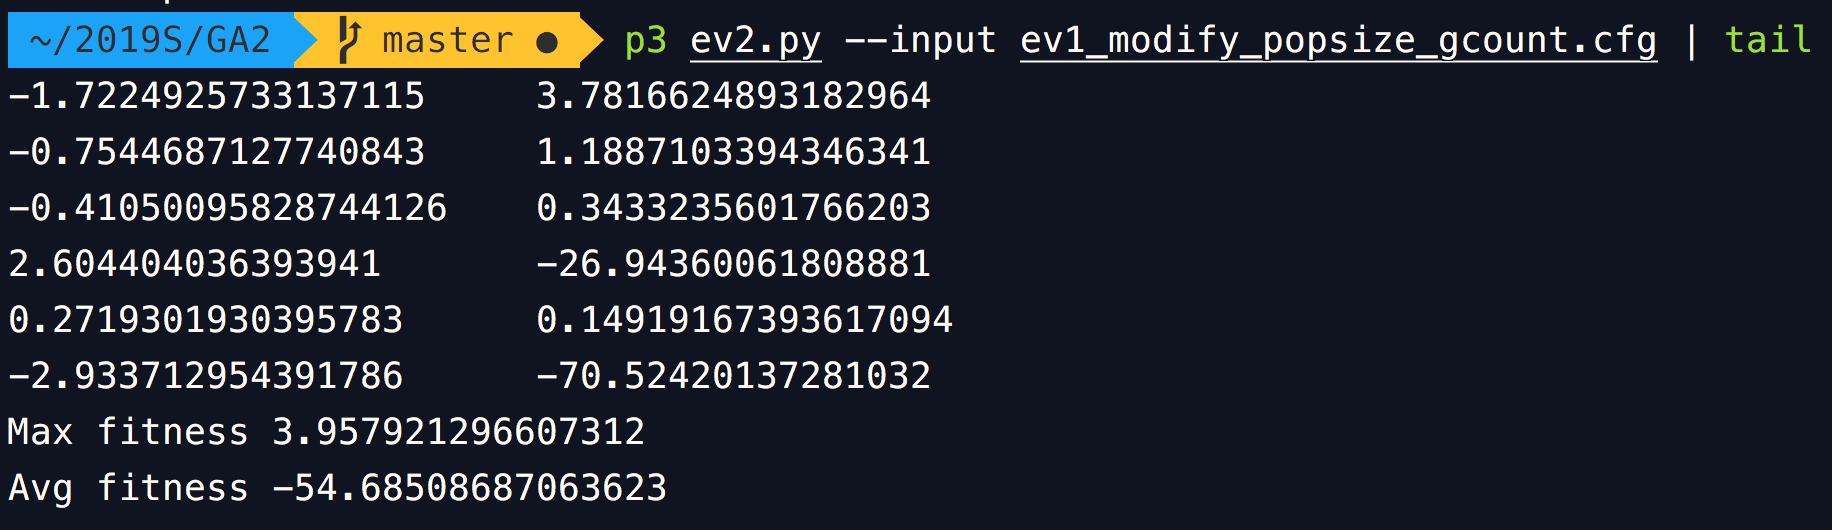 ~/2019S/GA2 master ● p3 ev2.py --input ev1_modify_popsize_gcount.cfg | tail
-1.7224925733137115 3.7816624893182964
-0.7544687127740843 1.1887103394346341
-0.41050095828744126 0.3433235601766203
2.604404036393941 -26.94360061808881
0.2719301930395783 0.14919167393617094
-2.933712954391786 -70.52420137281032
Max fitness 3.957921296607312
Avg fitness -54.68508687063623